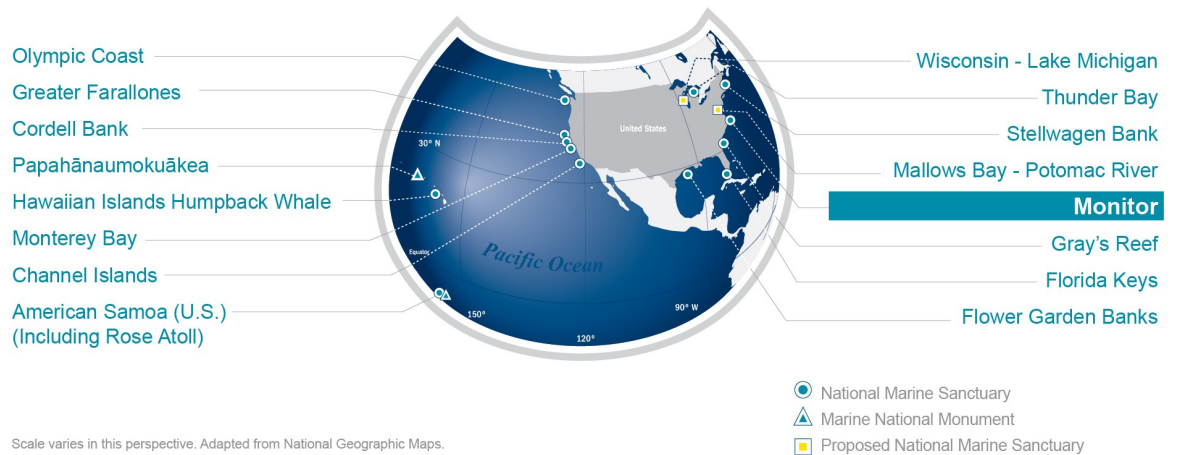 Olympic Coast
Greater Farallones
Cordell Bank
Papahānaumokuākea
Hawaiian Islands Humpback Whale
Monterey Bay
Channel Islands
American Samoa (U.S.)
(Including Rose Atoll)
30° N
United States
Equator
Pacific Ocean
150°
120°
90° W
Wisconsin - Lake Michigan
Thunder Bay
Stellwagen Bank
Mallows Bay - Potomac River
Monitor
Gray’s Reef
Florida Keys
Flower Garden Banks
National Marine Sanctuary
Marine National Monument
Proposed National Marine Sanctuary
Scale varies in this perspective. Adapted from National Geographic Maps.